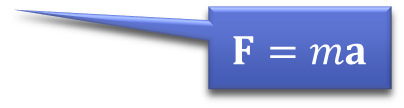 𝐅 = 𝑚𝐚